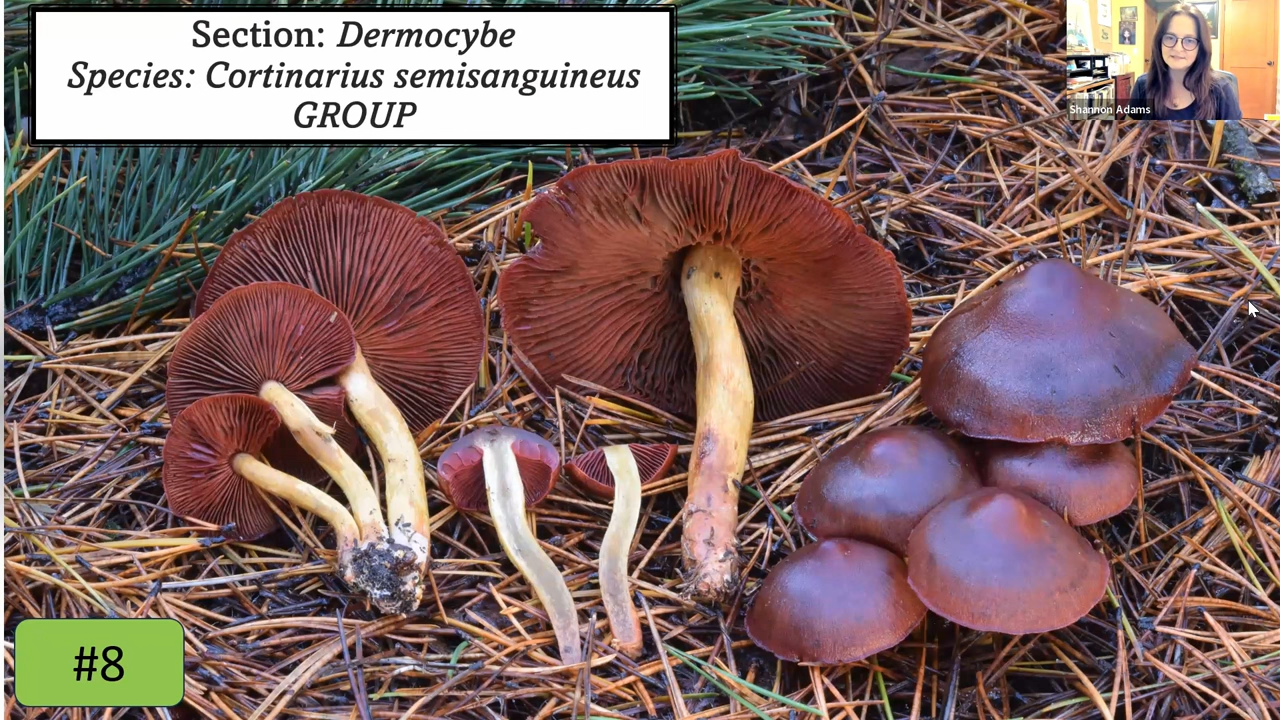 Section: Dermocybe
Species: Cortinarius semisanguineus
GROUP
Shannon Adams
#8